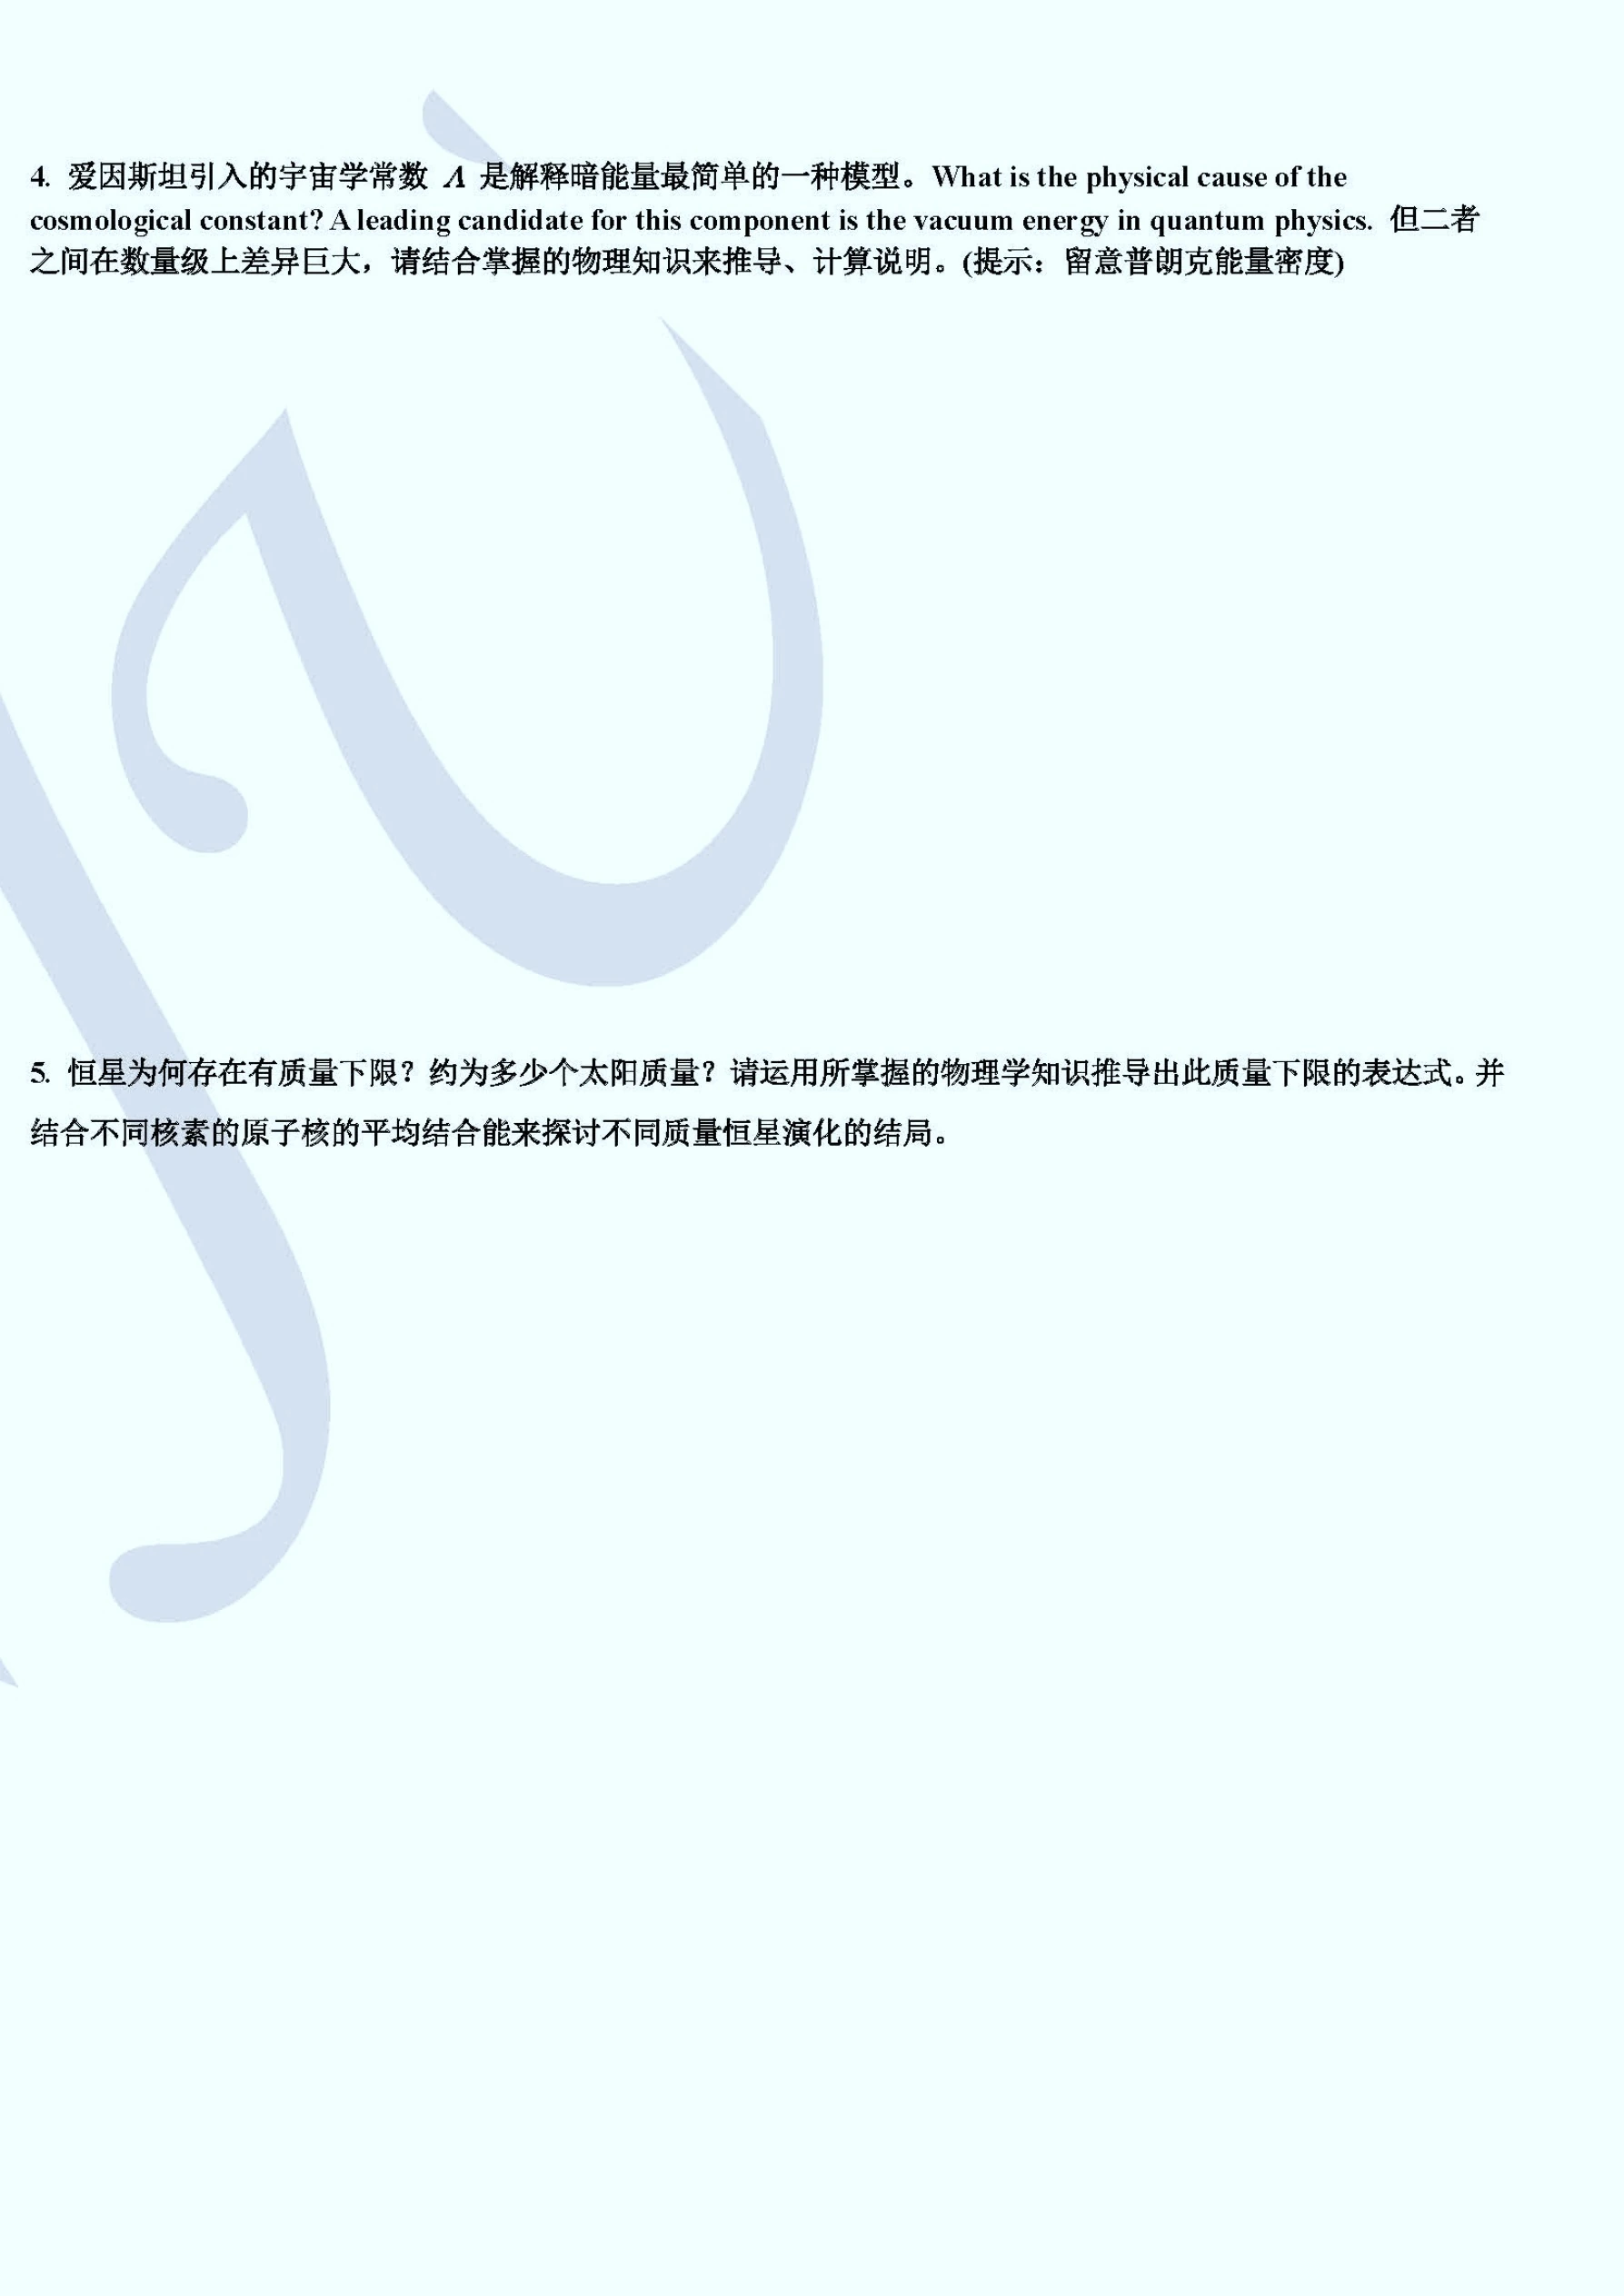 4. 爱因斯坦引入的宇宙学常数 Λ 是解释暗能量最简单的一种模型。What is the physical cause of the
cosmological constant? A leading candidate for this component is the vacuum energy in quantum physics. 但二者
之间在数量级上差异巨大，请结合掌握的物理知识来推导、计算说明。(提示：留意普朗克能量密度)
5. 恒星为何存在有质量下限？约为多少个太阳质量？请运用所掌握的物理学知识推导出此质量下限的表达式。并
结合不同核素的原子核的平均结合能来探讨不同质量恒星演化的结局。